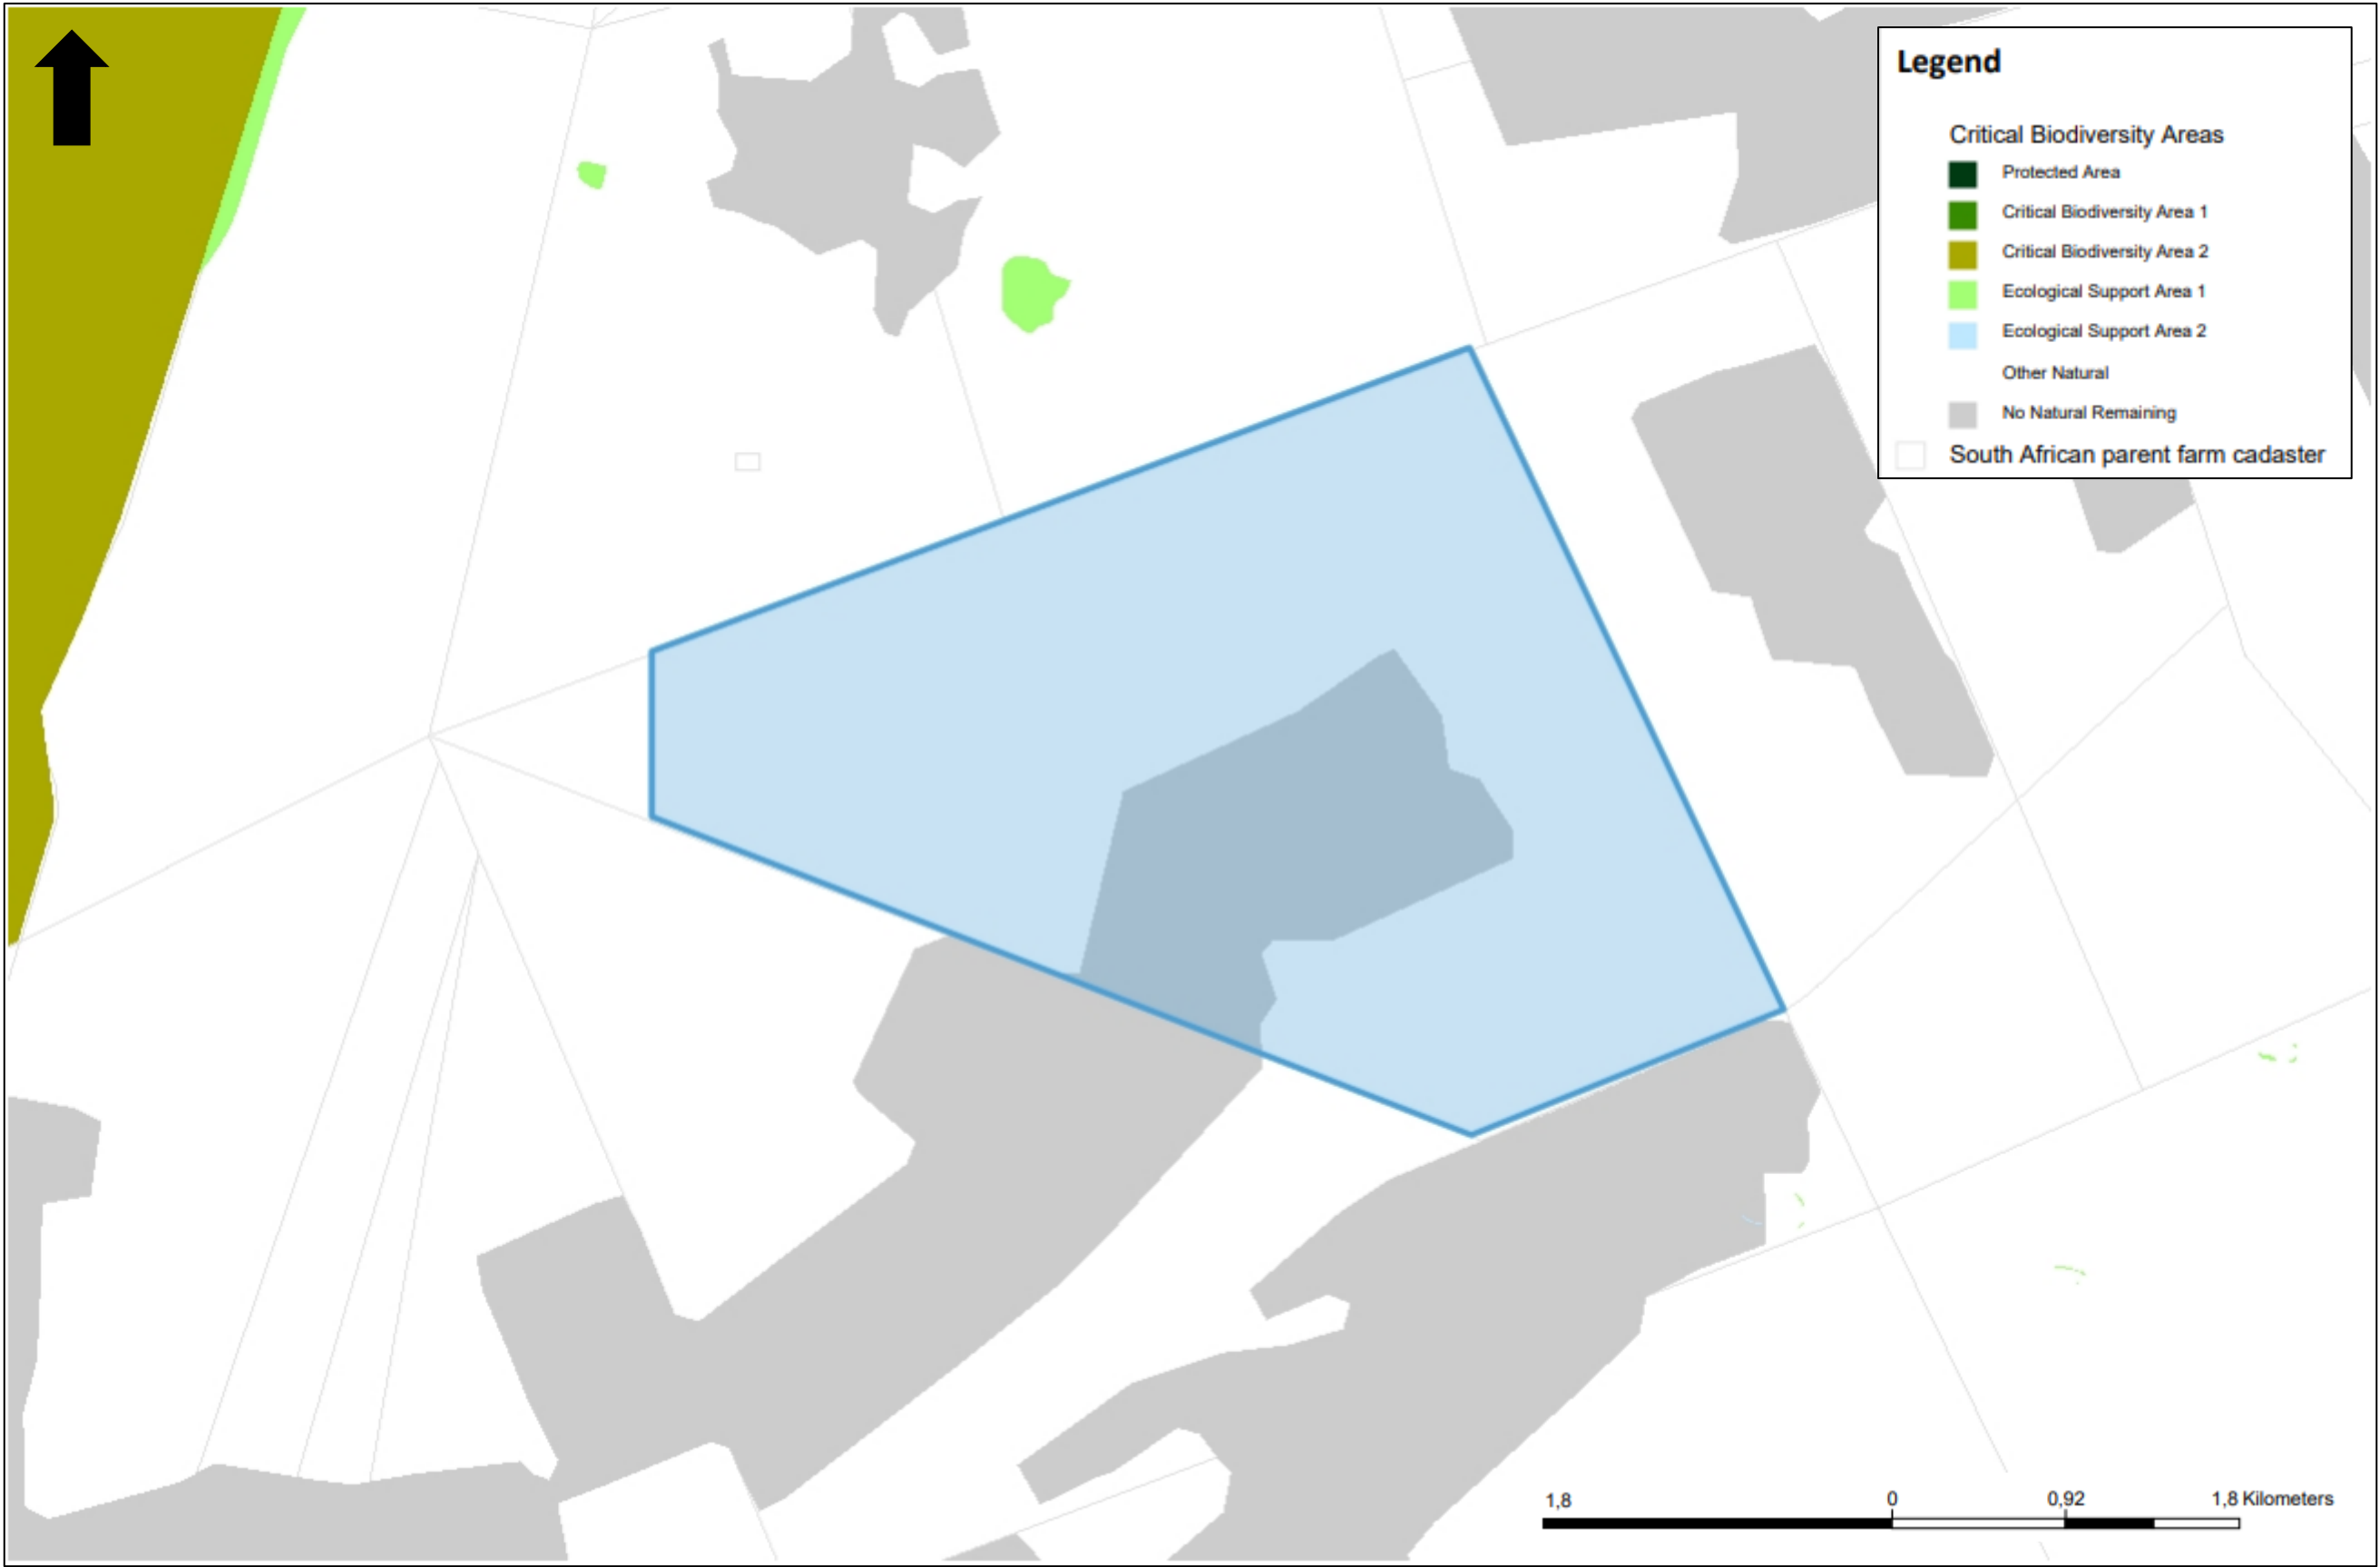 Legend
Critical Biodiversity Areas
Protected Area
Critical Biodiversity Area 1
Critical Biodiversity Area 2
Ecological Support Area 1
Ecological Support Area 2
Other Natural
No Natural Remaining
South African parent farm cadaster
1,8 0 0,92 1,8 Kilometers